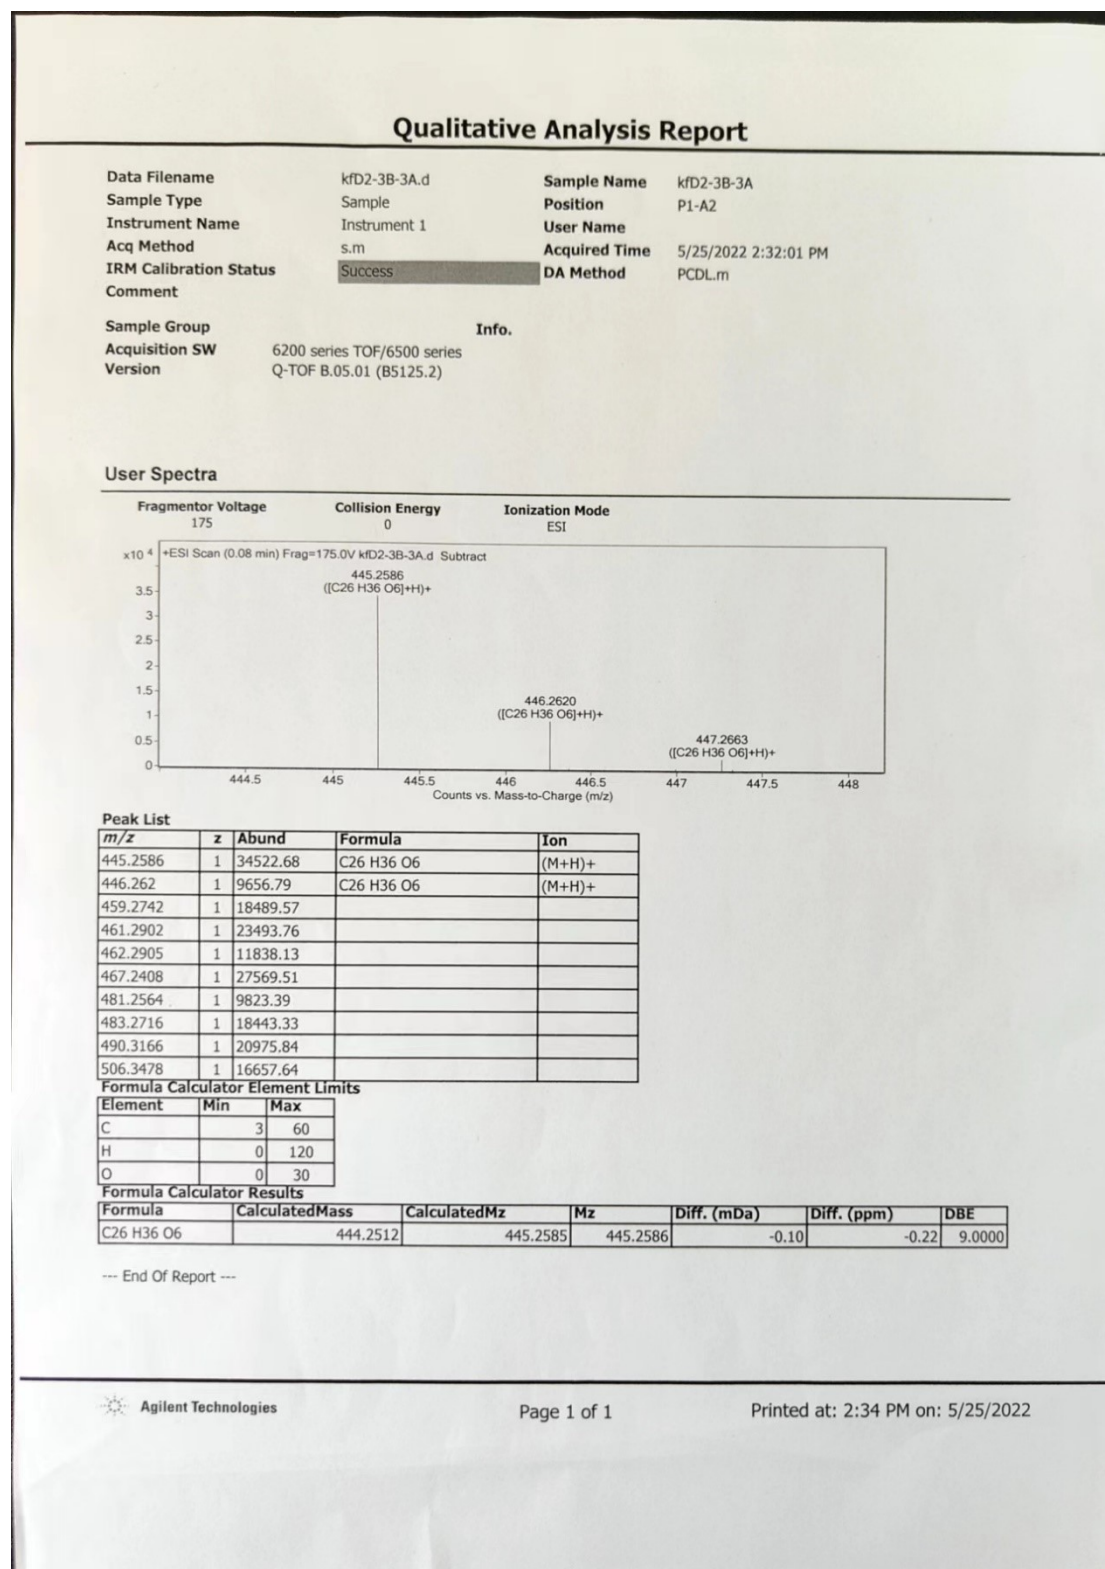 Qualitative Analysis Report
Data Filename kfD2-3B-3A.d Sample Name kfD2-3B-3A
Sample Type Sample Position P1-A2
Instrument Name Instrument 1 User Name
Acq Method s.m Acquired Time 5/25/2022 2:32:01 PM
IRM Calibration Status Success DA Method PCDL.m
Comment
Sample Group Info.
Acquisition SW 6200 series TOF/6500 series
Version Q-TOF B.05.01 (B5125.2)
User Spectra
Fragmentor Voltage Collision Energy Ionization Mode
175 0 ESI
x10 4 +ESI Scan (0.08 min) Frag=175.0V kfD2-3B-3A.d Subtract
445.2586
([C26 H36 O6]+H)+
3.5
3
2.5
2
1.5
446.2620
([C26 H36 O6]+H)+
1
447.2663
([C26 H36 O6]+H)+
0.5
0
444.5 445 445.5 446 446.5 447 447.5 448
Counts vs. Mass-to-Charge (m/z)
Peak List
m/z z Abund Formula Ion
445.2586 1 34522.68 C26 H36 O6 (M+H)+
446.262 1 9656.79 C26 H36 O6 (M+H)+
459.2742 1 18489.57
461.2902 1 23493.76
462.2905 1 11838.13
467.2408 1 27569.51
481.2564 1 9823.39
483.2716 1 18443.33
490.3166 1 20975.84
506.3478 1 16657.64
Formula Calculator Element Limits
Element Min Max
C 3 60
H 0 120
O 0 30
Formula Calculator Results
Formula CalculatedMass CalculatedMz Mz Diff. (mDa) Diff. (ppm) DBE
C26 H36 O6 444.2512 445.2585 445.2586 -0.10 -0.22 9.0000
--- End Of Report ---
Agilent Technologies Page 1 of 1 Printed at: 2:34 PM on: 5/25/2022